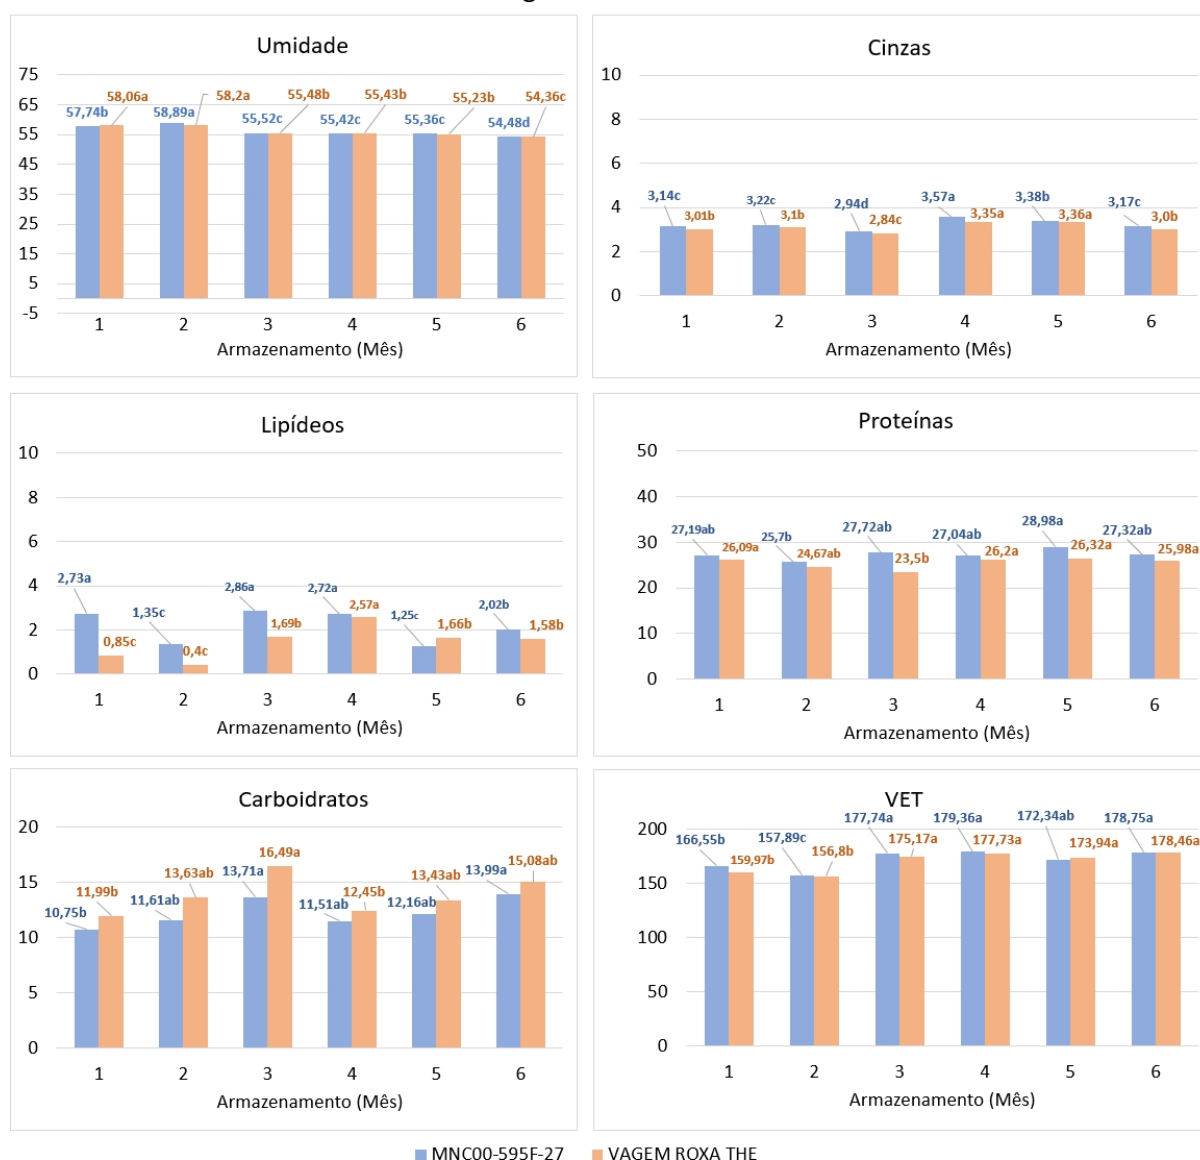 Umidade
75
65
55
45
35
25
15
5
-5
57,74b
58,06a
58,89a
58,2a
55,52c
55,48b
55,42c
55,43b
55,36c
55,23b
54,48d
54,36c
1 2 3 4 5 6
Armazenamento (Mês)
Cinzas
10
8
6
4
2
0
3,14c
3,01b
3,22c
3,1b
2,94d
2,84c
3,57a
3,35a
3,38b
3,36a
3,17c
3,0b
1 2 3 4 5 6
Armazenamento (Mês)
Lipídeos
10
8
6
4
2
0
2,73a
0,85c
1,35c
0,4c
2,86a
1,69b
2,72a
2,57a
1,25c
1,66b
2,02b
1,58b
1 2 3 4 5 6
Armazenamento (Mês)
Proteínas
50
40
30
20
10
0
27,19ab
26,09a
25,7b
24,67ab
27,72ab
23,5b
27,04ab
26,2a
28,98a
26,32a
27,32ab
25,98a
1 2 3 4 5 6
Armazenamento (Mês)
Carboidratos
20
15
10
5
0
10,75b
11,99b
11,61ab
13,63ab
13,71a
16,49a
11,51ab
12,45b
12,16ab
13,43ab
13,99a
15,08ab
1 2 3 4 5 6
Armazenamento (Mês)
VET
200
150
100
50
0
166,55b
159,97b
157,89c
156,8b
177,74a
175,17a
179,36a
177,73a
172,34ab
173,94a
178,75a
178,46a
1 2 3 4 5 6
Armazenamento (Mês)
MNC00-595F-27 VAGEM ROXA THE